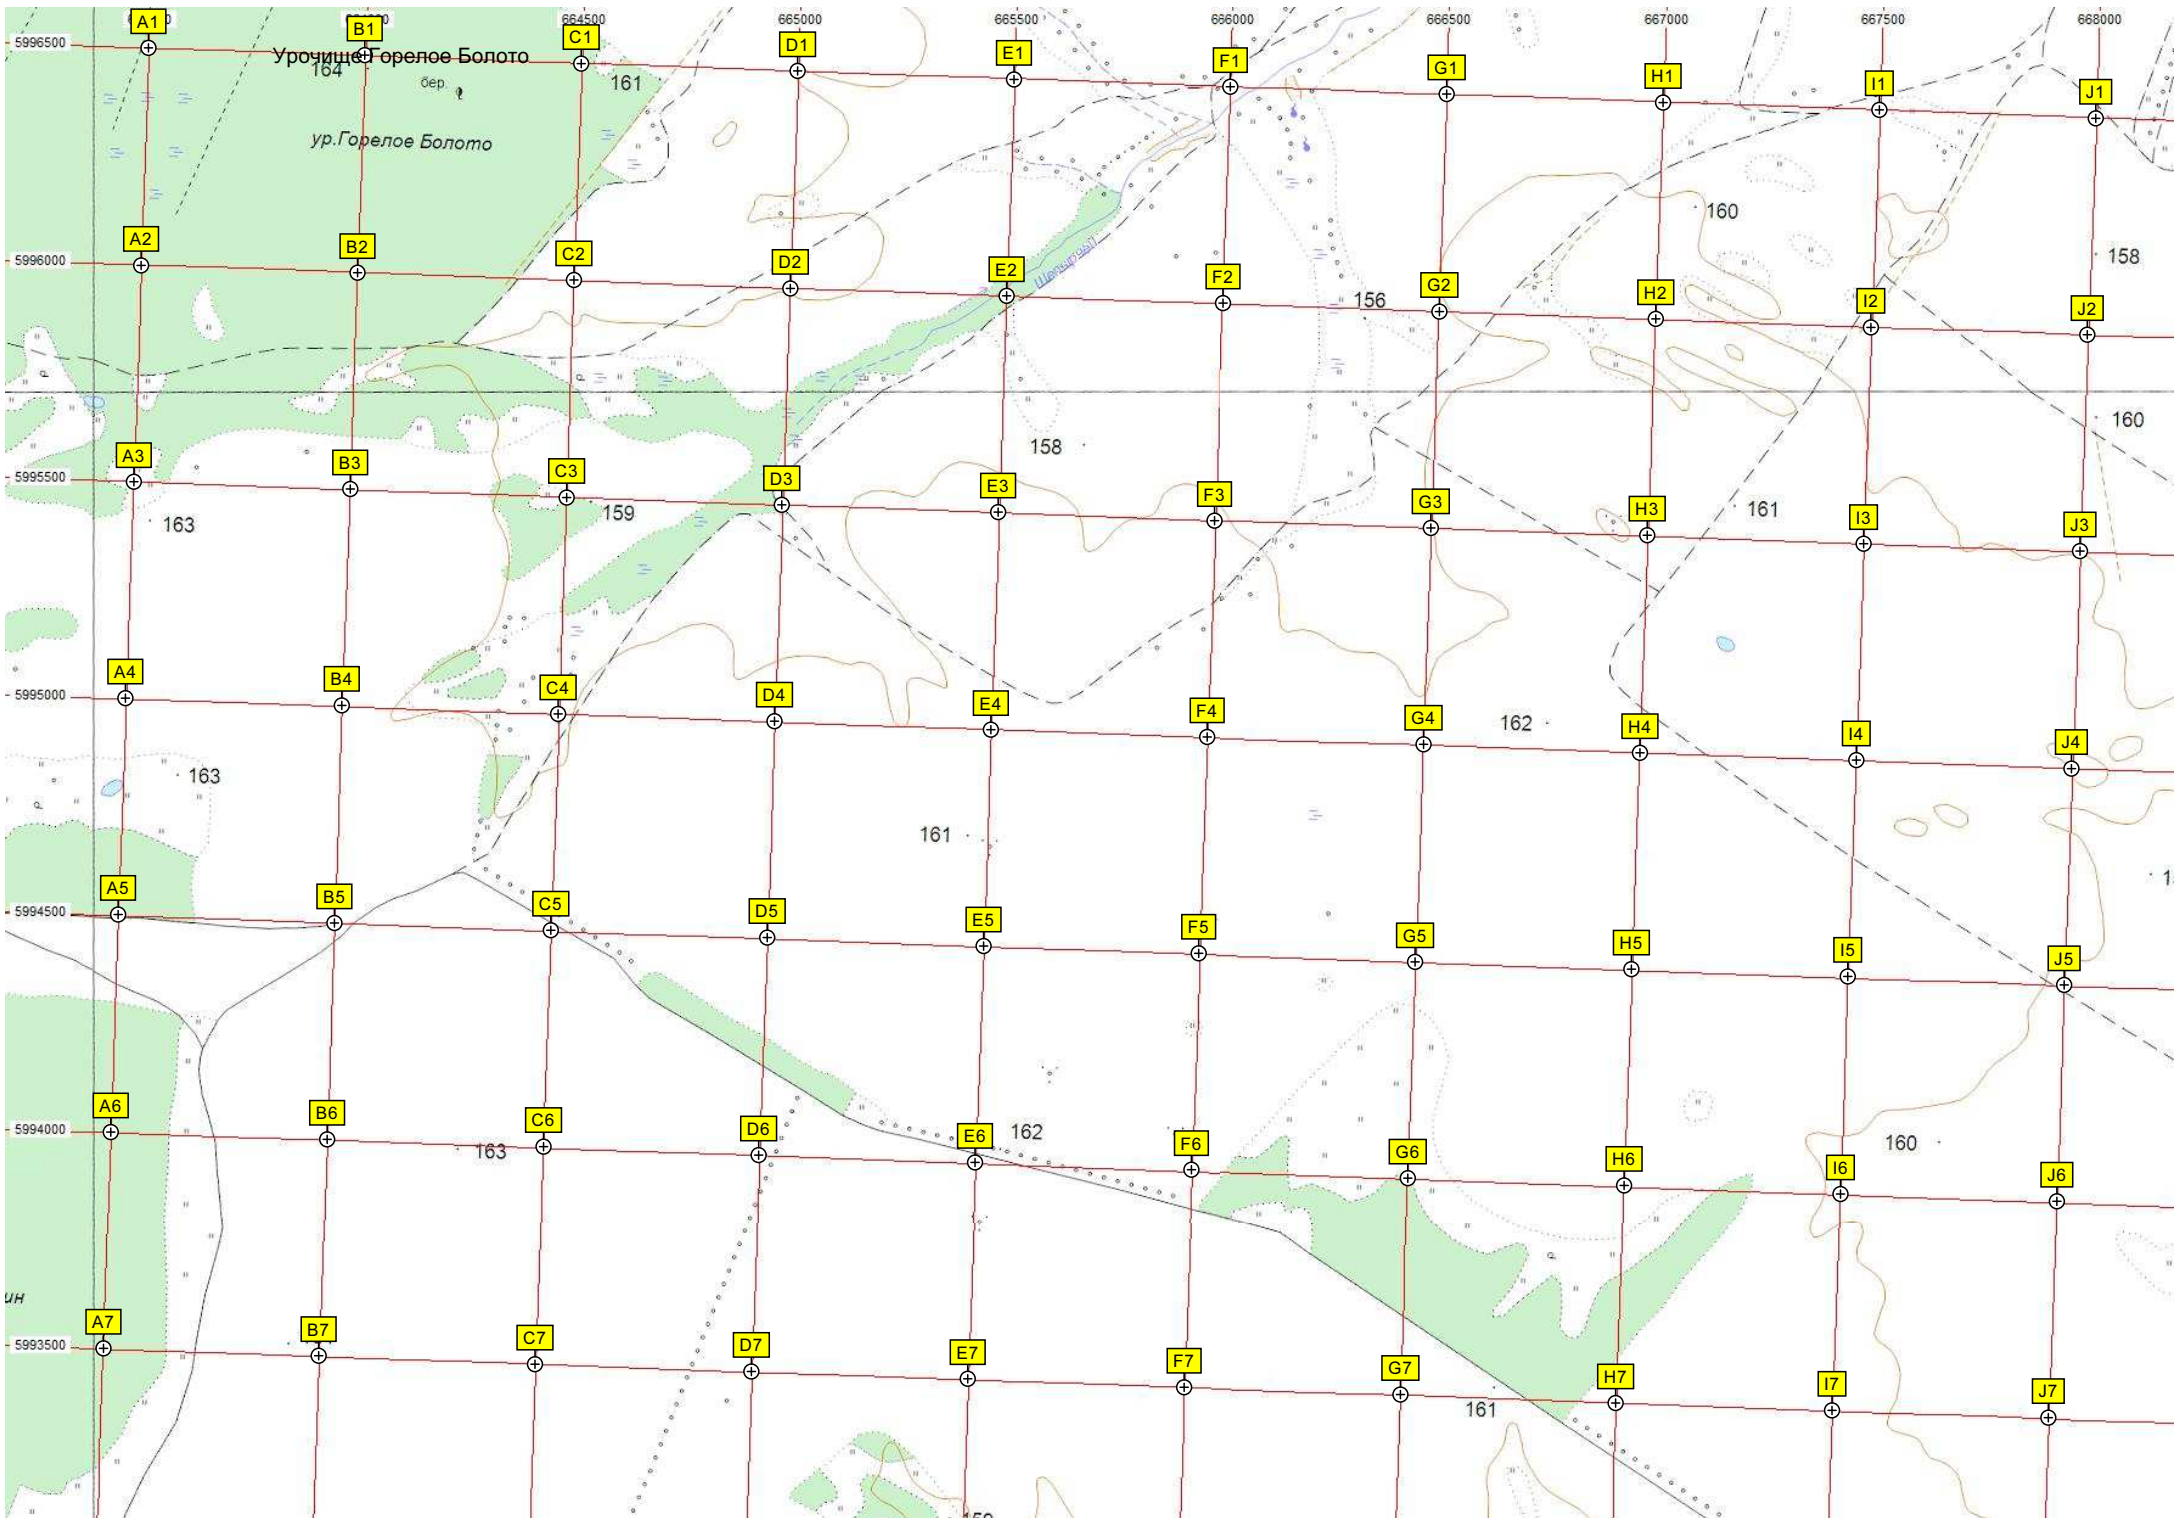 664500 665000 665500 666000 666500 667000 667500 668000
A1 B1 C1 D1 E1 F1 G1 H1 I1 J1
5996500
Урочище Горелое Болото
164
161
бер.
ур.Горелое Болото
160
158
A2 B2 C2 D2 E2 F2 G2 H2 I2 J2
5996000
156
158
160
A3 B3 C3 D3 E3 F3 G3 H3 I3 J3
5995500
163
159
161
A4 B4 C4 D4 E4 F4 G4 H4 I4 J4
5995000
162
163
161
A5 B5 C5 D5 E5 F5 G5 H5 I5 J5
5994500
A6 B6 C6 D6 E6 F6 G6 H6 I6 J6
5994000
163
162
160
ин
A7 B7 C7 D7 E7 F7 G7 H7 I7 J7
5993500
161